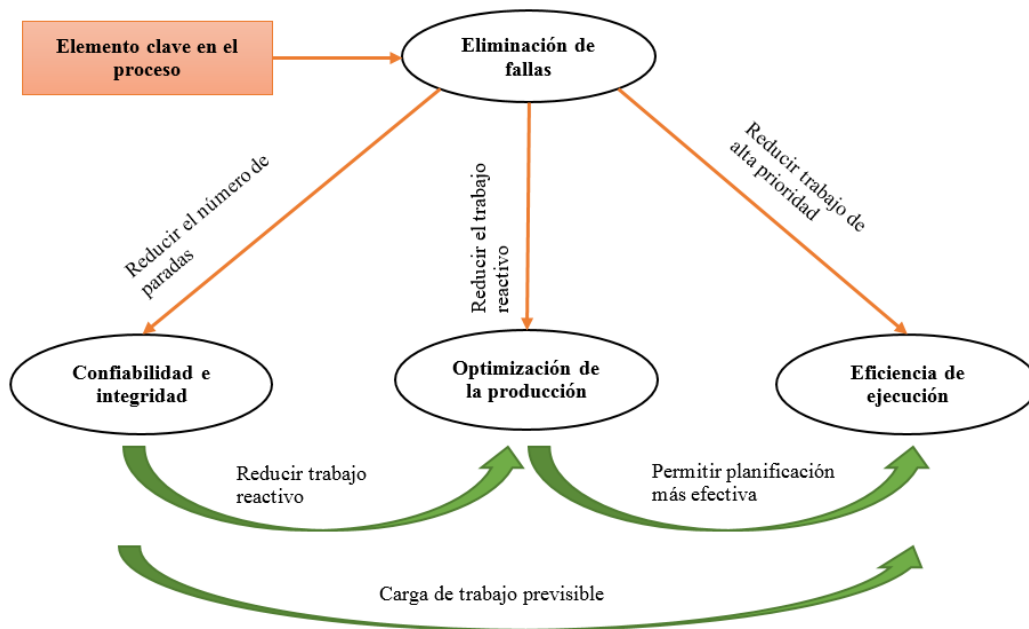 Elemento clave en el
proceso
Eliminación de
fallas
Reducir el número de
paradas
Reducir el trabajo
reactivo
Reducir trabajo de
alta prioridad
Confiabilidad e
integridad
Optimización de
la producción
Eficiencia de
ejecución
Reducir trabajo
reactivo
Permitir planificación
más efectiva
Carga de trabajo previsible